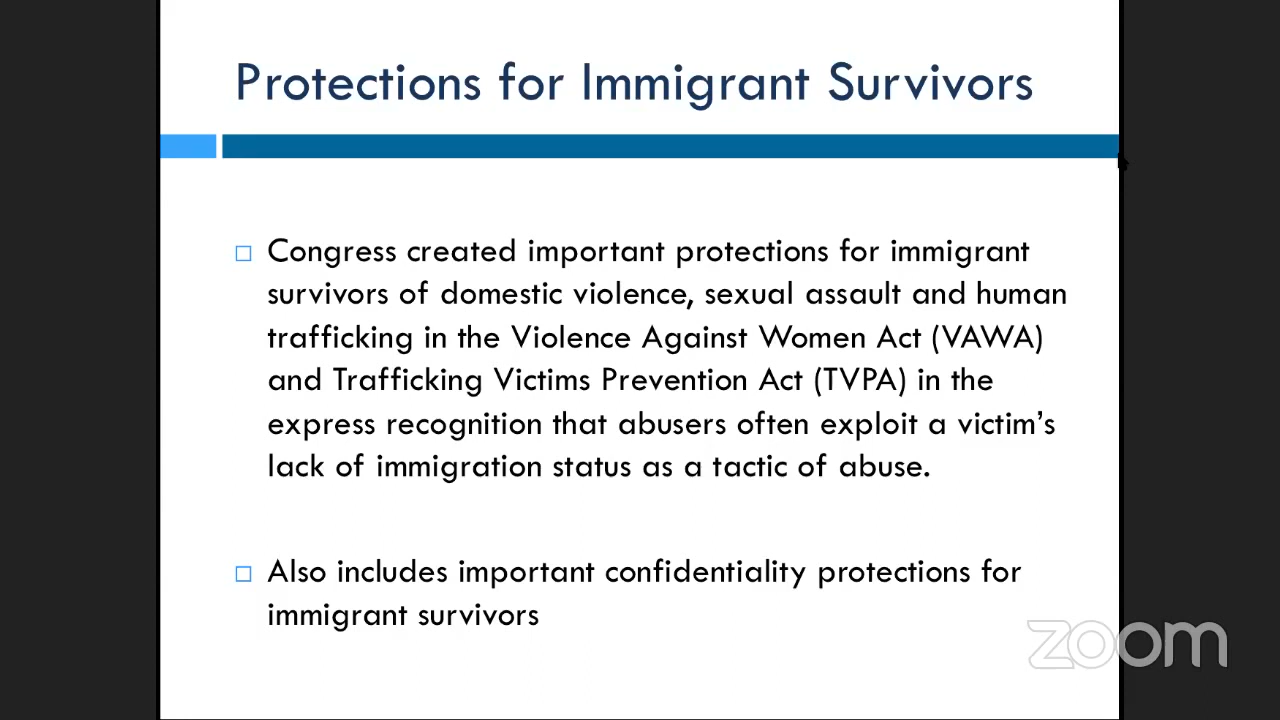 Protections for Immigrant Survivors
Congress created important protections for immigrant
survivors of domestic violence, sexual assault and human
trafficking in the Violence Against Women Act (VAWA)
and Trafficking Victims Prevention Act (TVPA) in the
express recognition that abusers often exploit a victim’s
lack of immigration status as a tactic of abuse.
Also includes important confidentiality protections for
immigrant survivors
zoom